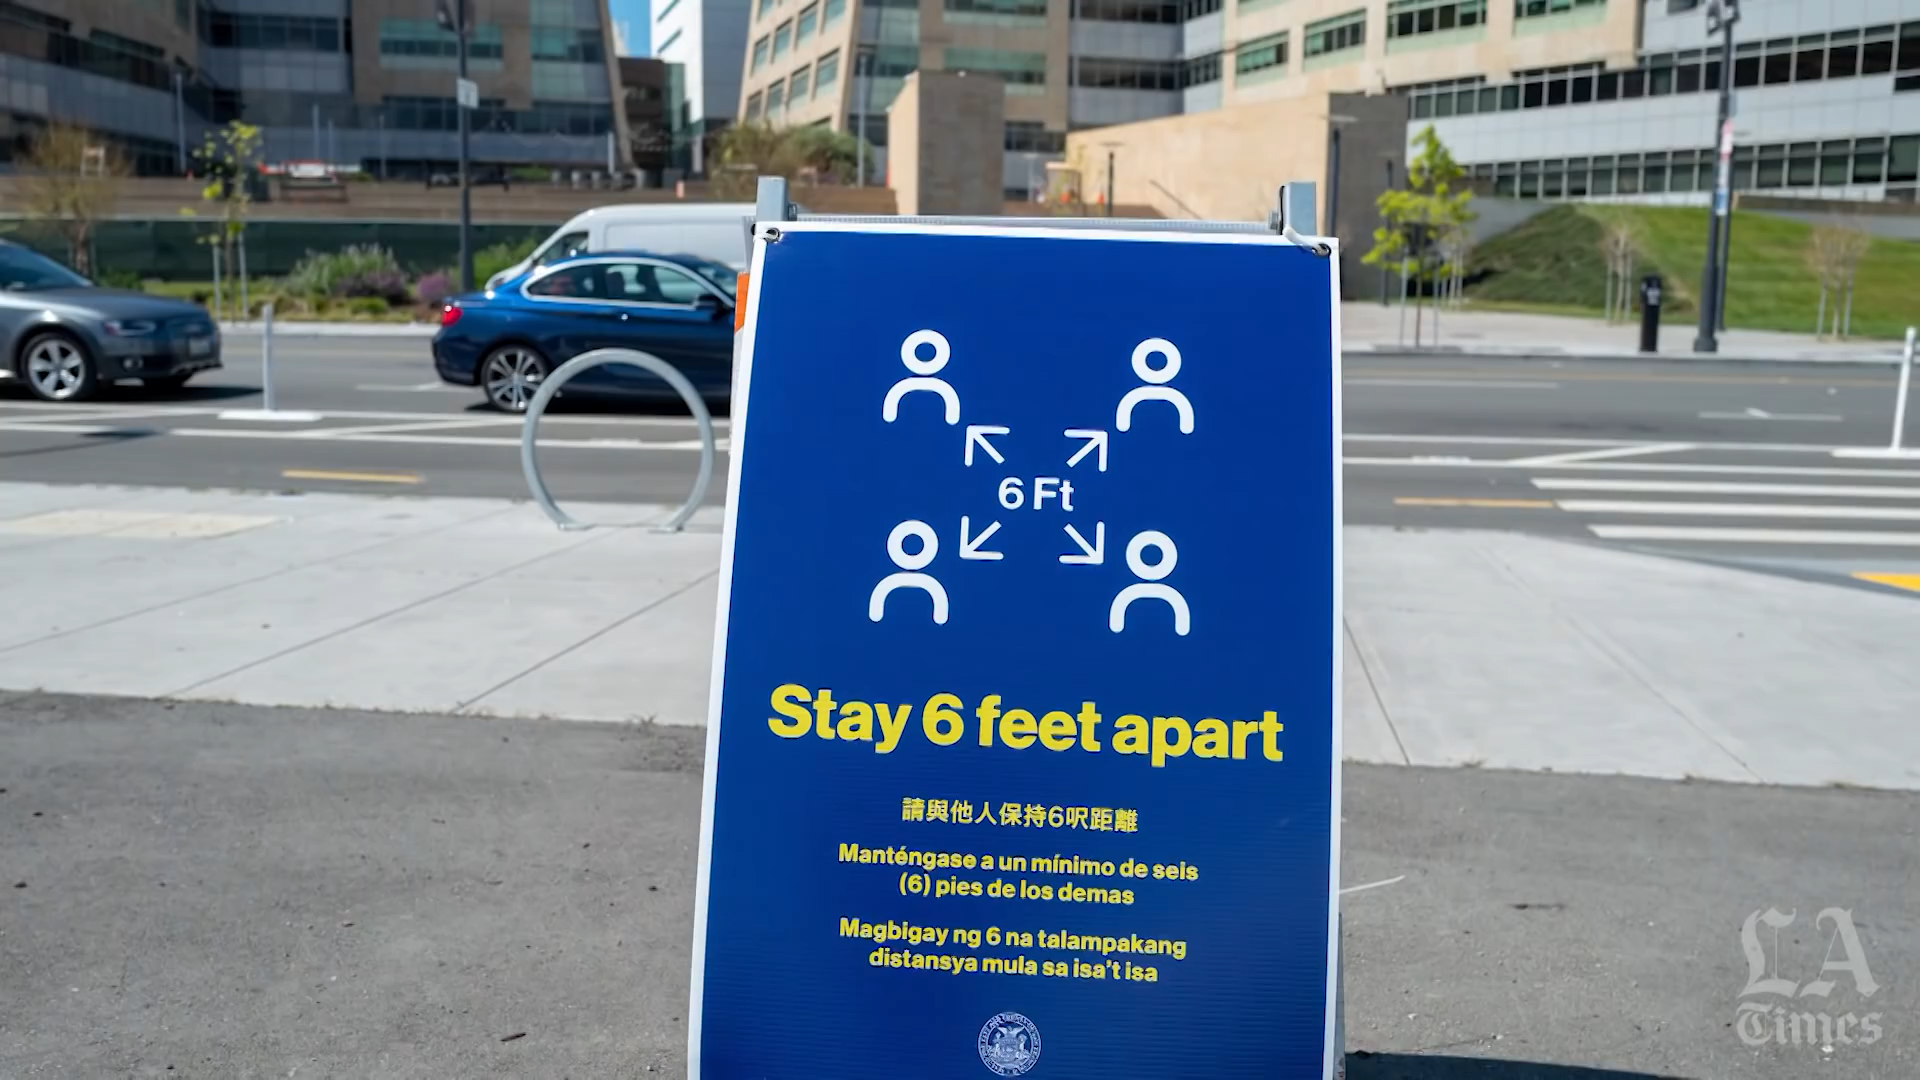 6 Ft
Stay 6 feet apart
請與他人保持6呎距離
Manténgase a un mínimo de seis
(6) pies de los demas
Magbigay ng 6 na talampakang
distansya mula sa isa't isa
LA
Times